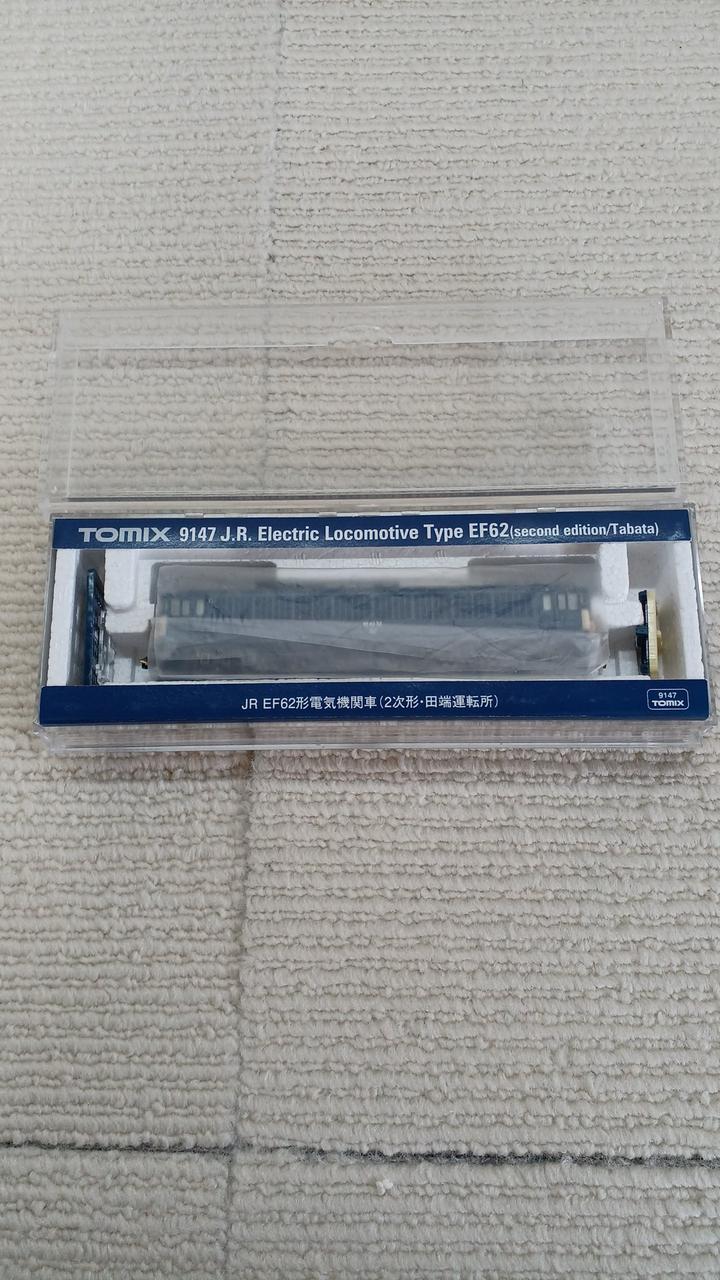 TOMIX 9147 J.R. Electric Locomotive Type EF62(second edition/Tabata)
JR EF62形電気機関車(2次形・田端運転所)
9147
TOMIX